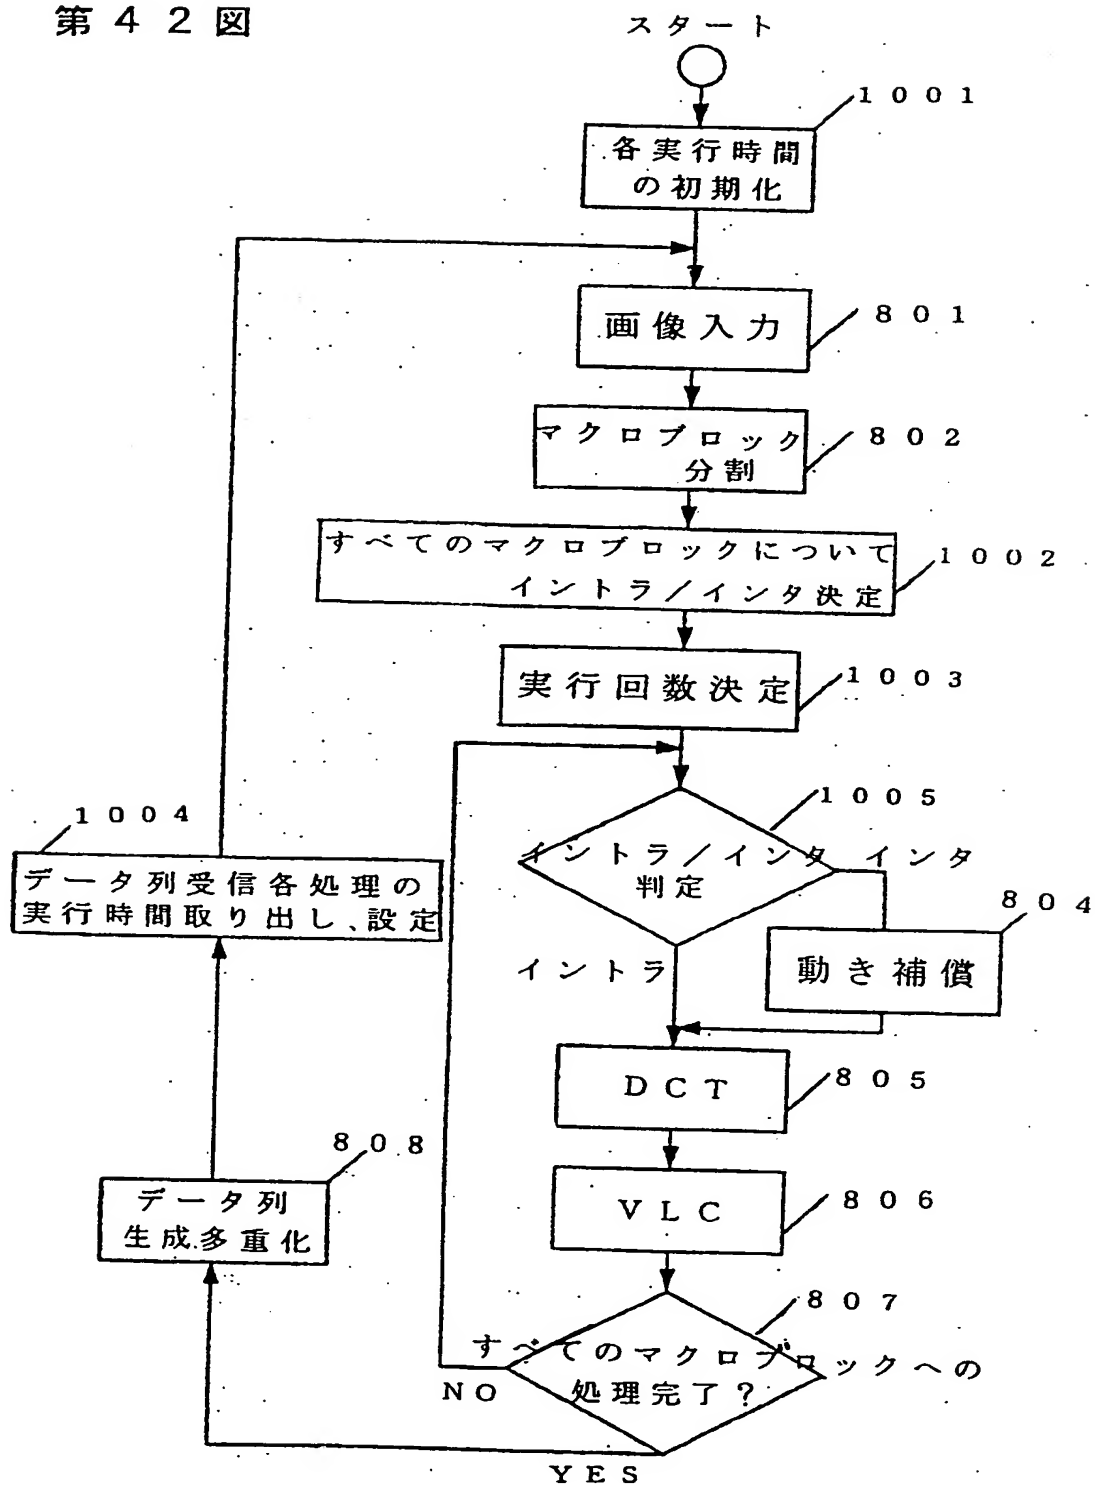 第42図
スタート
1001
各実行時間
の初期化
画像入力
801
マクロブロック
分割
802
すべてのマクロブロックについて
イントラ/インタ決定
1002
実行回数決定
1003
1005
イントラ/インタ
判定
インタ
イントラ
804
動き補償
1004
データ列受信各処理の
実行時間取り出し、設定
DCT
805
808
データ列
生成多重化
VLC
806
807
すべてのマクロブロックへの
処理完了?
NO
YES